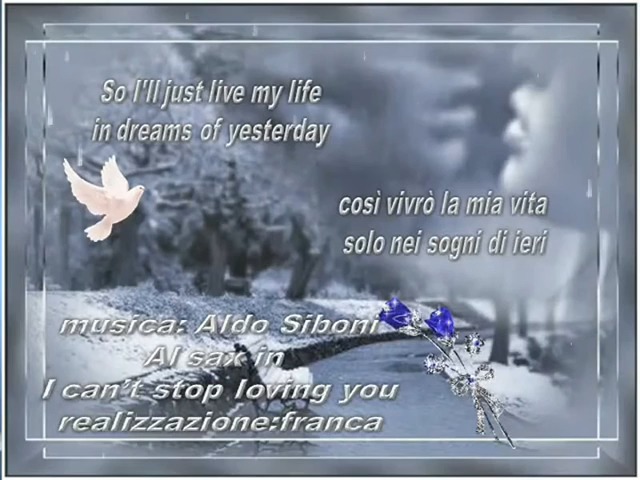 So I'll just live my life
in dreams of yesterday
così vivrò la mia vita
solo nei sogni di ieri
musica: Aldo Siboni
Al sax in
I can't stop loving you
realizzazione:franca